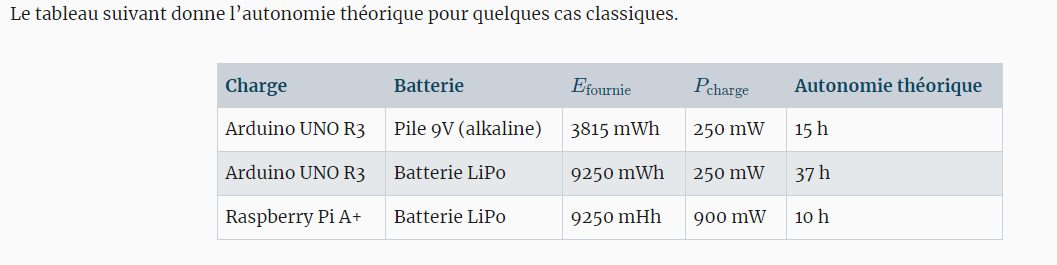 Le tableau suivant donne l’autonomie théorique pour quelques cas classiques.
Charge Batterie E_fournie P_charge Autonomie théorique
Arduino UNO R3 Pile 9V (alkaline) 3815 mWh 250 mW 15 h
Arduino UNO R3 Batterie LiPo 9250 mWh 250 mW 37 h
Raspberry Pi A+ Batterie LiPo 9250 mHh 900 mW 10 h